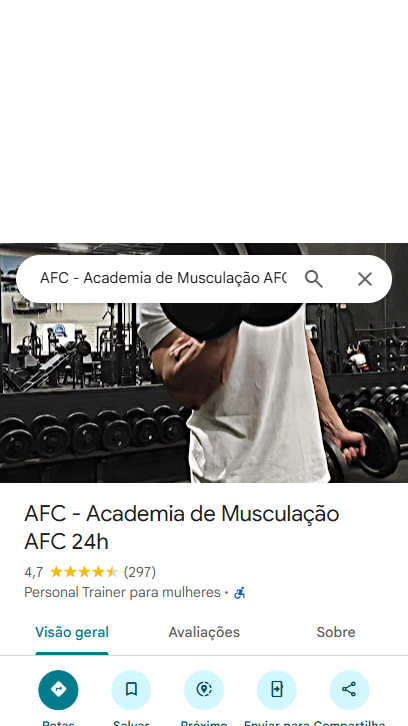 AFC - Academia de Musculação AFC
AFC - Academia de Musculação
AFC 24h
4,7 (297)
Personal Trainer para mulheres ·
Visão geral Avaliações Sobre
Rotas Salvar Próximo Enviar para Compartilhar